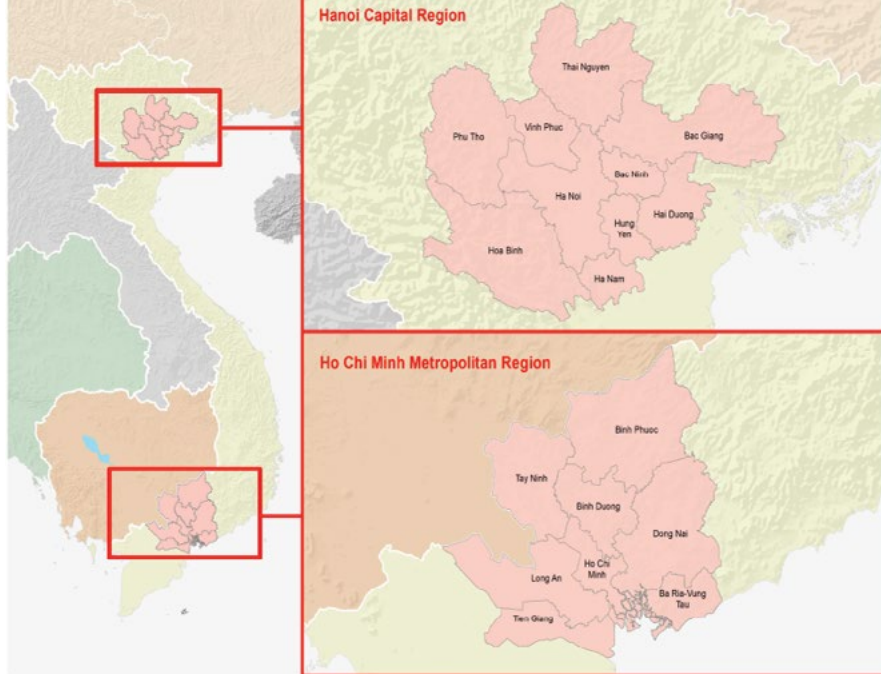 Hanoi Capital Region
Thai Nguyen
Phu Tho
Vinh Phuc
Bac Giang
Bac Ninh
Ha Noi
Hai Duong
Hung
Yen
Hoa Binh
Ha Nam
Ho Chi Minh Metropolitan Region
Binh Phuoc
Tay Ninh
Binh Duong
Dong Nai
Ho Chi
Minh
Long An
Ba Ria-Vung
Tau
Tien Giang